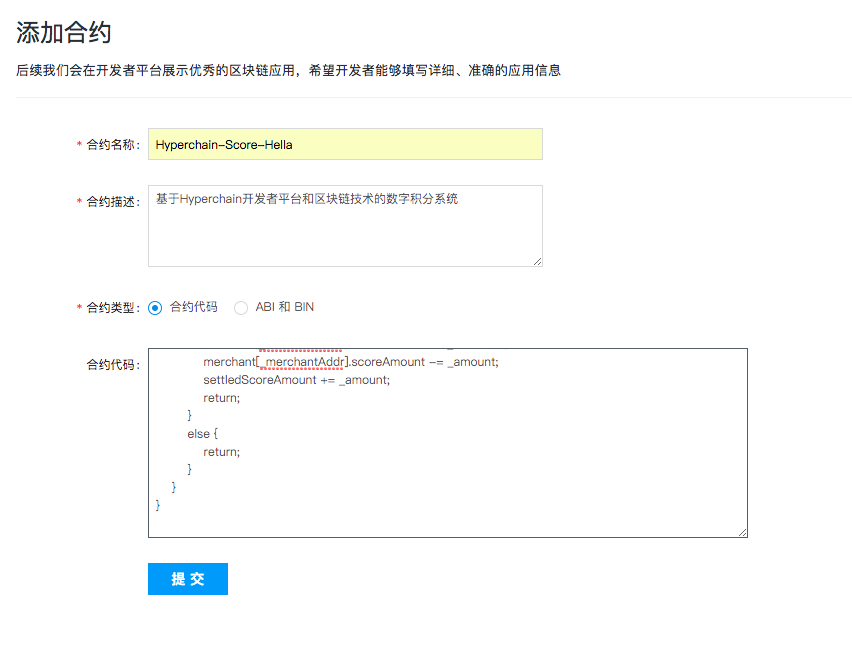 添加合约
后续我们会在开发者平台展示优秀的区块链应用，希望开发者能够填写详细、准确的应用信息
* 合约名称: Hyperchain-Score-Hella
* 合约描述: 基于Hyperchain开发者平台和区块链技术的数字积分系统
* 合约类型: 合约代码 ABI 和 BIN
合约代码:
merchant[_merchantAddr].scoreAmount -= _amount;
settledScoreAmount += _amount;
return;
}
else {
return;
}
}
}
提 交